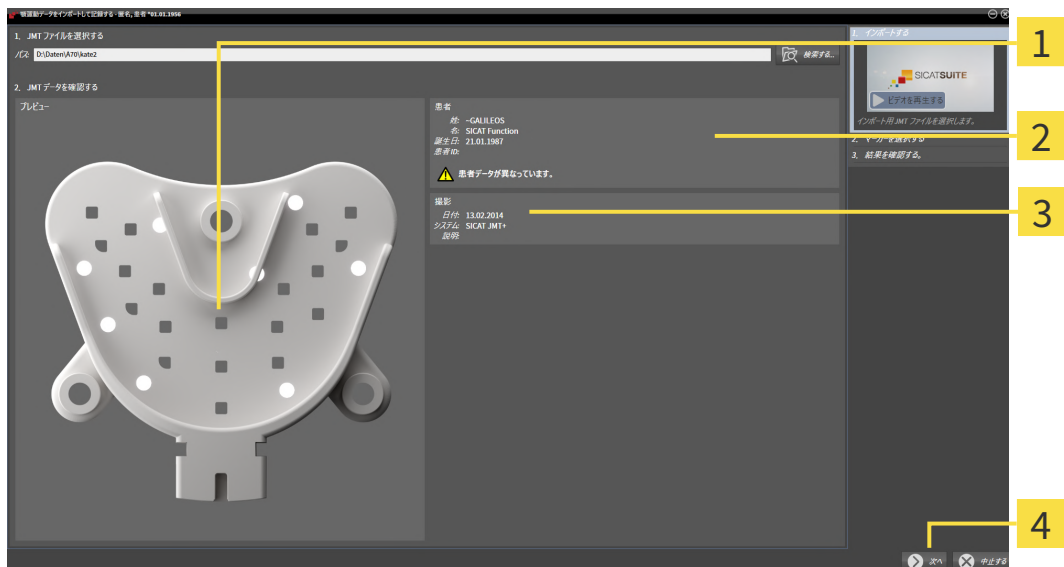 顎運動データをインポートして記録する - 匿名, 患者 *01.01.1956
1. JMT ファイルを選択する
パス: D:\Daten\A70\kate2
検索する..
2. JMT データを確認する
プレビュー
患者
姓: ~GALILEOS
名: SICAT Function
誕生日: 21.01.1987
患者 ID:
患者データが異なっています。
撮影
日付: 13.02.2014
システム: SICAT JMT+
説明:
1. インポートする
SICATSUITE
ビデオを再生する
インポート用 JMT ファイルを選択します。
2. マーカーを選択する
3. 結果を確認する。
次へ
中止する
1
2
3
4